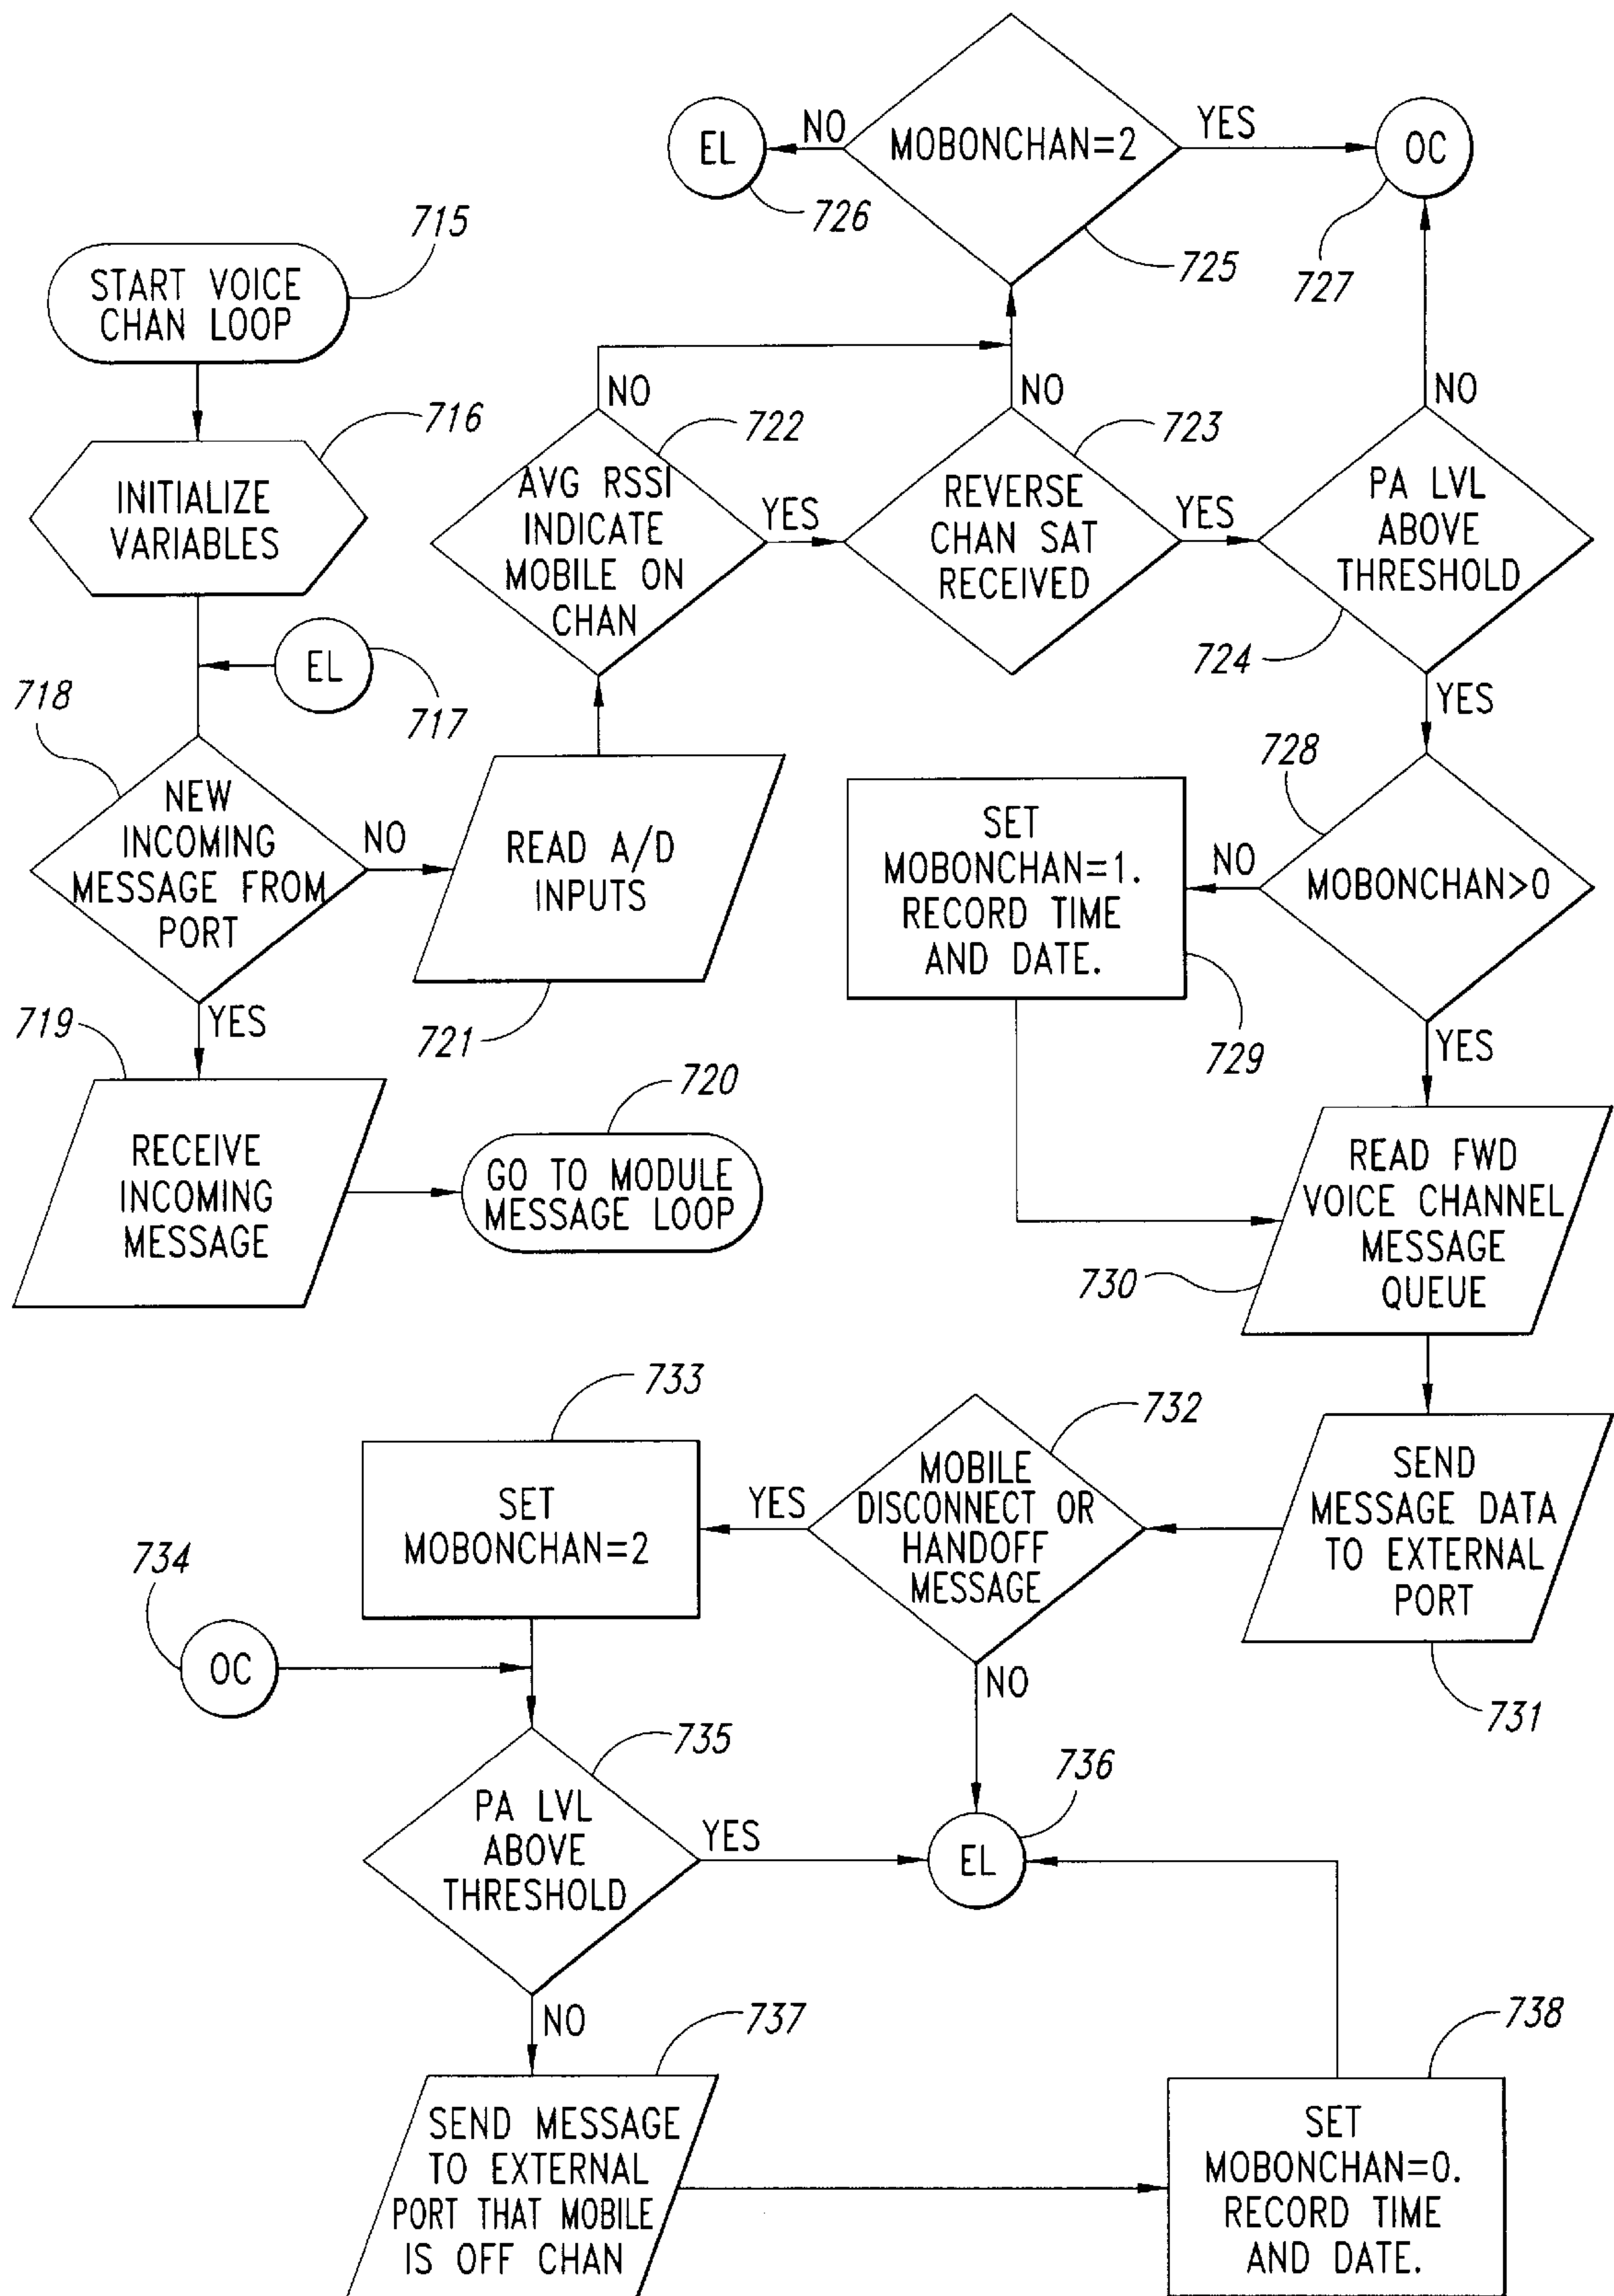 EL
NO
MOBONCHAN=2
YES
OC
726
725
727
715
START VOICE
CHAN LOOP
716
INITIALIZE
VARIABLES
EL
717
718
NEW
INCOMING
MESSAGE FROM
PORT
NO
YES
719
RECEIVE
INCOMING
MESSAGE
720
GO TO MODULE
MESSAGE LOOP
READ A/D
INPUTS
721
NO
722
AVG RSSI
INDICATE
MOBILE ON
CHAN
YES
NO
723
REVERSE
CHAN SAT
RECEIVED
YES
NO
PA LVL
ABOVE
THRESHOLD
724
YES
728
MOBONCHAN>0
NO
SET
MOBONCHAN=1.
RECORD TIME
AND DATE.
729
YES
READ FWD
VOICE CHANNEL
MESSAGE
QUEUE
730
SEND
MESSAGE DATA
TO EXTERNAL
PORT
731
732
MOBILE
DISCONNECT OR
HANDOFF
MESSAGE
YES
NO
733
SET
MOBONCHAN=2
734
OC
735
PA LVL
ABOVE
THRESHOLD
YES
736
EL
NO
737
SEND MESSAGE
TO EXTERNAL
PORT THAT MOBILE
IS OFF CHAN
738
SET
MOBONCHAN=0.
RECORD TIME
AND DATE.